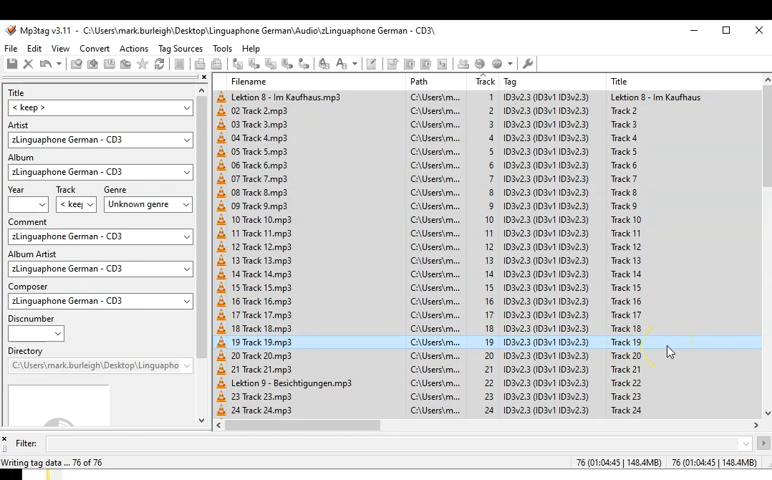 Mp3tag v3.11 - C:\Users\mark.burleigh\Desktop\Linguaphone German\Audio\zLinguaphone German - CD3\
File Edit View Convert Actions Tag Sources Tools Help
Title
< keep >
Artist
zLinguaphone German - CD3
Album
zLinguaphone German - CD3
Year Track Genre
< keep Unknown genre
Comment
zLinguaphone German - CD3
Album Artist
zLinguaphone German - CD3
Composer
zLinguaphone German - CD3
Discnumber
Directory
C:\Users\mark.burleigh\Desktop\Linguapho
Filename Path Track Tag Title
Lektion 8 - Im Kaufhaus.mp3 C:\Users\m... 1 ID3v2.3 (ID3v1 ID3v2.3) Lektion 8 - Im Kaufhaus
02 Track 2.mp3 C:\Users\m... 2 ID3v2.3 (ID3v1 ID3v2.3) Track 2
03 Track 3.mp3 C:\Users\m... 3 ID3v2.3 (ID3v1 ID3v2.3) Track 3
04 Track 4.mp3 C:\Users\m... 4 ID3v2.3 (ID3v1 ID3v2.3) Track 4
05 Track 5.mp3 C:\Users\m... 5 ID3v2.3 (ID3v1 ID3v2.3) Track 5
06 Track 6.mp3 C:\Users\m... 6 ID3v2.3 (ID3v1 ID3v2.3) Track 6
07 Track 7.mp3 C:\Users\m... 7 ID3v2.3 (ID3v1 ID3v2.3) Track 7
08 Track 8.mp3 C:\Users\m... 8 ID3v2.3 (ID3v1 ID3v2.3) Track 8
09 Track 9.mp3 C:\Users\m... 9 ID3v2.3 (ID3v1 ID3v2.3) Track 9
10 Track 10.mp3 C:\Users\m... 10 ID3v2.3 (ID3v1 ID3v2.3) Track 10
11 Track 11.mp3 C:\Users\m... 11 ID3v2.3 (ID3v1 ID3v2.3) Track 11
12 Track 12.mp3 C:\Users\m... 12 ID3v2.3 (ID3v1 ID3v2.3) Track 12
13 Track 13.mp3 C:\Users\m... 13 ID3v2.3 (ID3v1 ID3v2.3) Track 13
14 Track 14.mp3 C:\Users\m... 14 ID3v2.3 (ID3v1 ID3v2.3) Track 14
15 Track 15.mp3 C:\Users\m... 15 ID3v2.3 (ID3v1 ID3v2.3) Track 15
16 Track 16.mp3 C:\Users\m... 16 ID3v2.3 (ID3v1 ID3v2.3) Track 16
17 Track 17.mp3 C:\Users\m... 17 ID3v2.3 (ID3v1 ID3v2.3) Track 17
18 Track 18.mp3 C:\Users\m... 18 ID3v2.3 (ID3v1 ID3v2.3) Track 18
19 Track 19.mp3 C:\Users\m... 19 ID3v2.3 (ID3v1 ID3v2.3) Track 19
20 Track 20.mp3 C:\Users\m... 20 ID3v2.3 (ID3v1 ID3v2.3) Track 20
21 Track 21.mp3 C:\Users\m... 21 ID3v2.3 (ID3v1 ID3v2.3) Track 21
Lektion 9 - Besichtigungen.mp3 C:\Users\m... 22 ID3v2.3 (ID3v1 ID3v2.3) Track 22
23 Track 23.mp3 C:\Users\m... 23 ID3v2.3 (ID3v1 ID3v2.3) Track 23
24 Track 24.mp3 C:\Users\m... 24 ID3v2.3 (ID3v1 ID3v2.3) Track 24
Filter:
Writing tag data ... 76 of 76 76 (01:04:45 | 148.4MB) 76 (01:04:45 | 148.4MB)